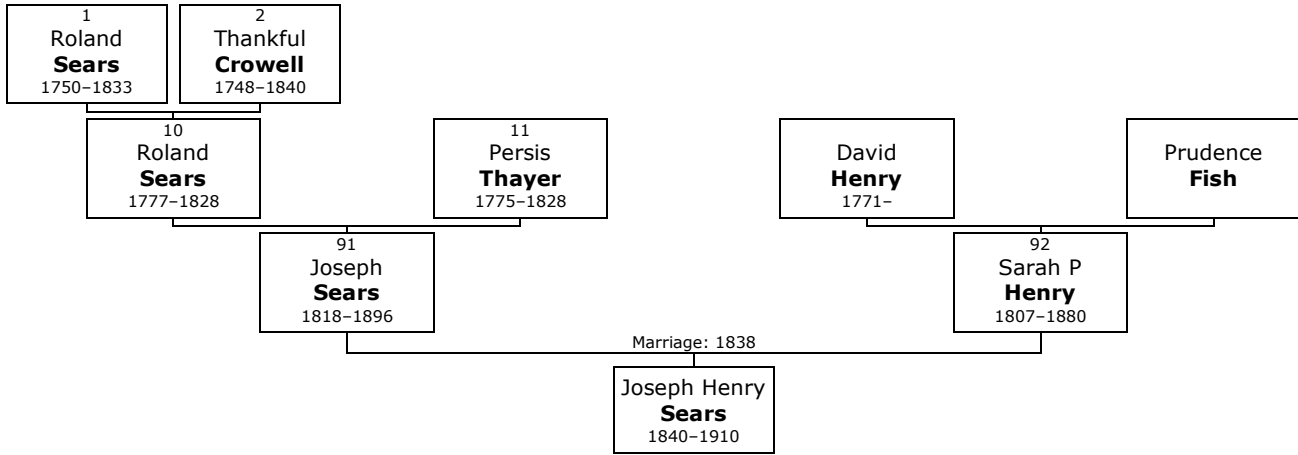 1
Roland
Sears
1750–1833
2
Thankful
Crowell
1748–1840
10
Roland
Sears
1777–1828
11
Persis
Thayer
1775–1828
David
Henry
1771–
Prudence
Fish
91
Joseph
Sears
1818–1896
92
Sarah P
Henry
1807–1880
Marriage: 1838
Joseph Henry
Sears
1840–1910